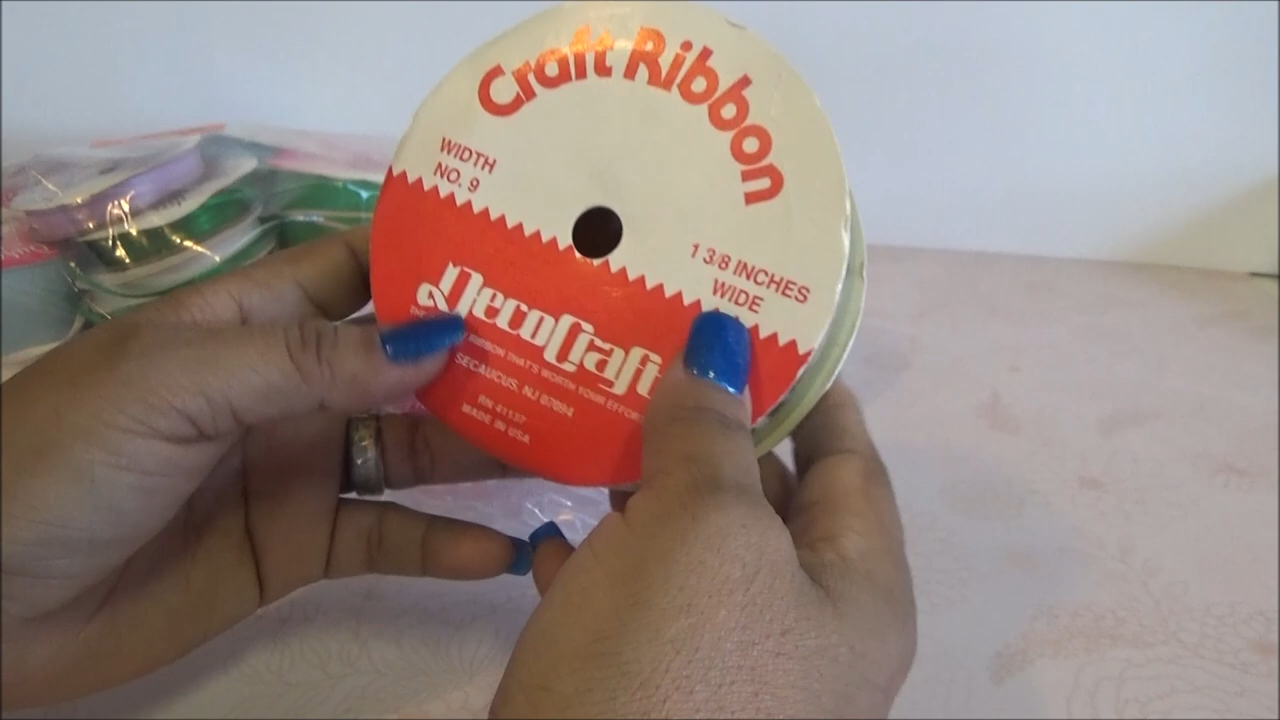 Craft Ribbon
WIDTH
NO. 9
1 3/8 INCHES
WIDE
DecoCraft
RIBBON THAT'S WORTH YOUR
SECAUCUS, NJ 07094
RN 41137
MADE IN USA